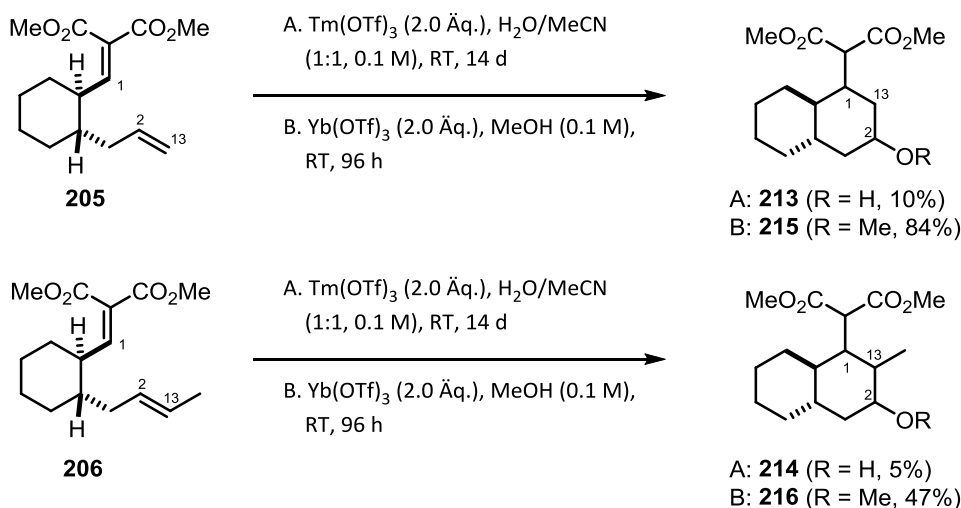 MeO₂C CO₂Me
H
1
2
13
H
205
A. Tm(OTf)₃ (2.0 Äq.), H₂O/MeCN
(1:1, 0.1 M), RT, 14 d
B. Yb(OTf)₃ (2.0 Äq.), MeOH (0.1 M),
RT, 96 h
MeO₂C CO₂Me
13
1
2
OR
A: 213 (R = H, 10%)
B: 215 (R = Me, 84%)
MeO₂C CO₂Me
H
1
2
13
H
206
A. Tm(OTf)₃ (2.0 Äq.), H₂O/MeCN
(1:1, 0.1 M), RT, 14 d
B. Yb(OTf)₃ (2.0 Äq.), MeOH (0.1 M),
RT, 96 h
MeO₂C CO₂Me
13
1
2
OR
A: 214 (R = H, 5%)
B: 216 (R = Me, 47%)